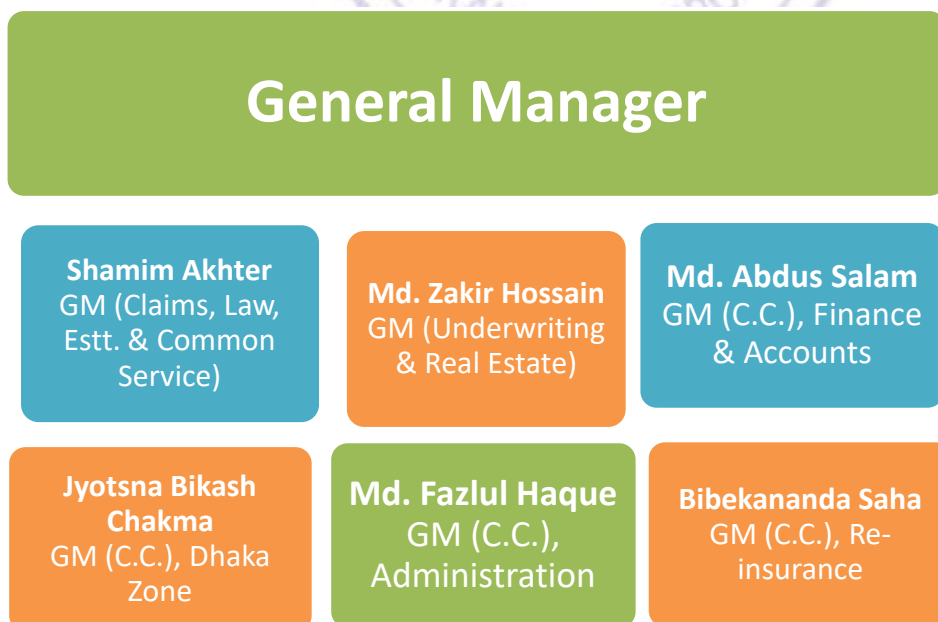 General Manager
Shamim Akhter
GM (Claims, Law,
Estt. & Common
Service)
Md. Zakir Hossain
GM (Underwriting
& Real Estate)
Md. Abdus Salam
GM (C.C.), Finance
& Accounts
Jyotsna Bikash
Chakma
GM (C.C.), Dhaka
Zone
Md. Fazlul Haque
GM (C.C.),
Administration
Bibekananda Saha
GM (C.C.), Re-
insurance